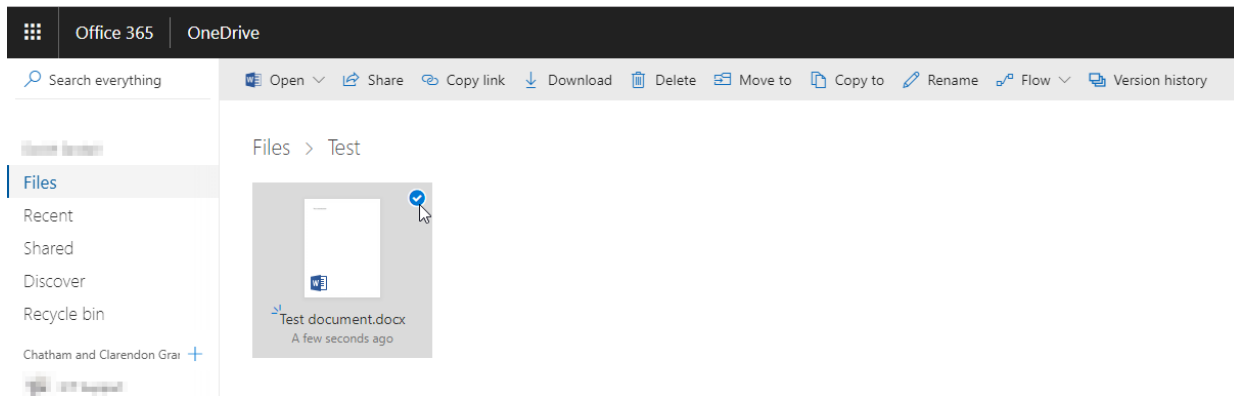 Office 365 OneDrive
Search everything
Open Share Copy link Download Delete Move to Copy to Rename Flow Version history
Files > Test
Files
Recent
Shared
Discover
Recycle bin
Chatham and Clarendon Gra
Test document.docx
A few seconds ago